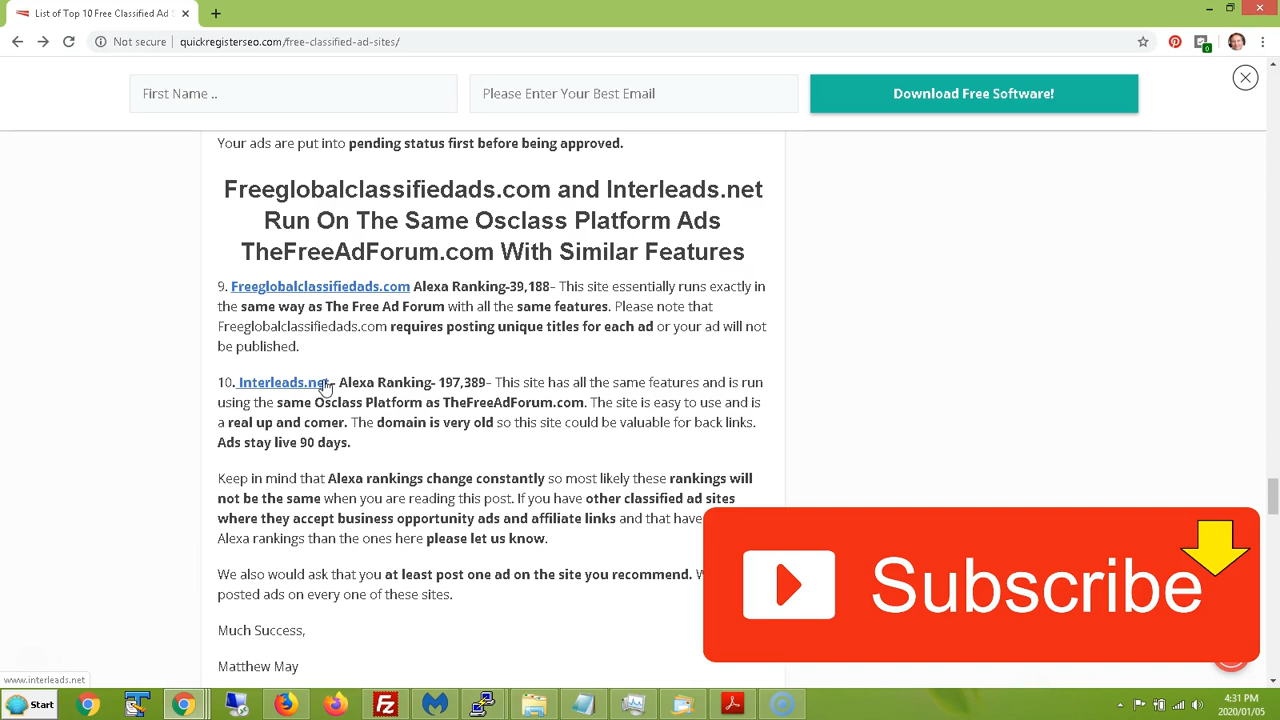 List of Top 10 Free Classified Ad S
Not secure quickregisterseo.com/free-classified-ad-sites/
0
First Name ..
Please Enter Your Best Email
Download Free Software!
Your ads are put into pending status first before being approved.
Freeglobalclassifiedads.com and Interleads.net
Run On The Same Osclass Platform Ads
TheFreeAdForum.com With Similar Features
9. Freeglobalclassifiedads.com Alexa Ranking-39,188– This site essentially runs exactly in
the same way as The Free Ad Forum with all the same features. Please note that
Freeglobalclassifiedads.com requires posting unique titles for each ad or your ad will not
be published.
10. Interleads.net– Alexa Ranking- 197,389– This site has all the same features and is run
using the same Osclass Platform as TheFreeAdForum.com. The site is easy to use and is
a real up and comer. The domain is very old so this site could be valuable for back links.
Ads stay live 90 days.
Keep in mind that Alexa rankings change constantly so most likely these rankings will
not be the same when you are reading this post. If you have other classified ad sites
where they accept business opportunity ads and affiliate links and that have
Alexa rankings than the ones here please let us know.
We also would ask that you at least post one ad on the site you recommend.
posted ads on every one of these sites.
Much Success,
Matthew May
Subscribe
www.interleads.net
Start
4:31 PM
2020/01/05